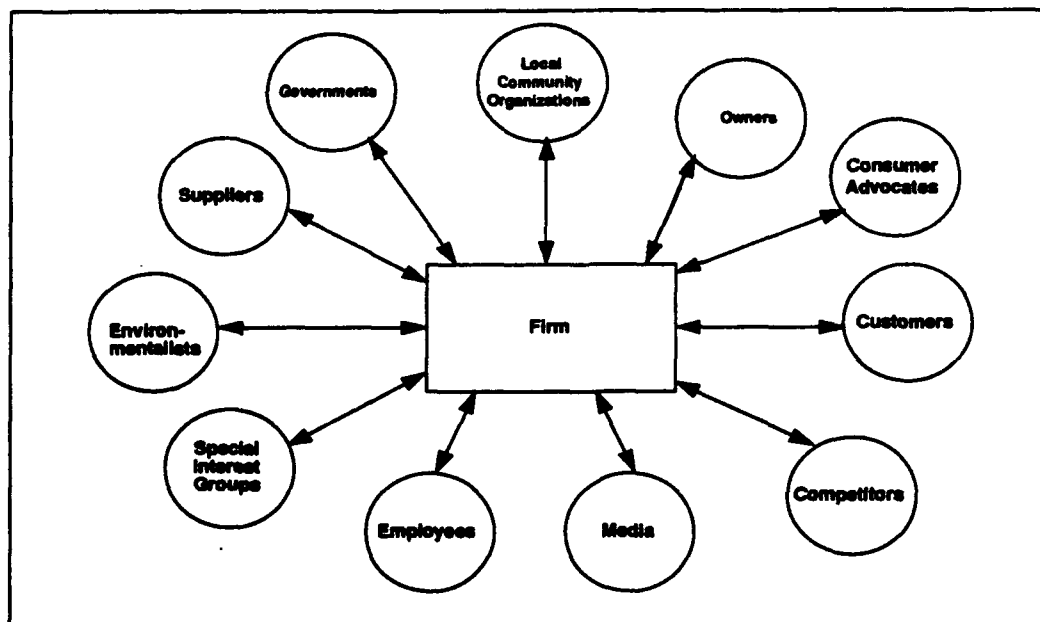 Governments
Local
Community
Organizations
Owners
Suppliers
Consumer
Advocates
Environ-
mentalists
Firm
Customers
Special
Interest
Groups
Employees
Media
Competitors